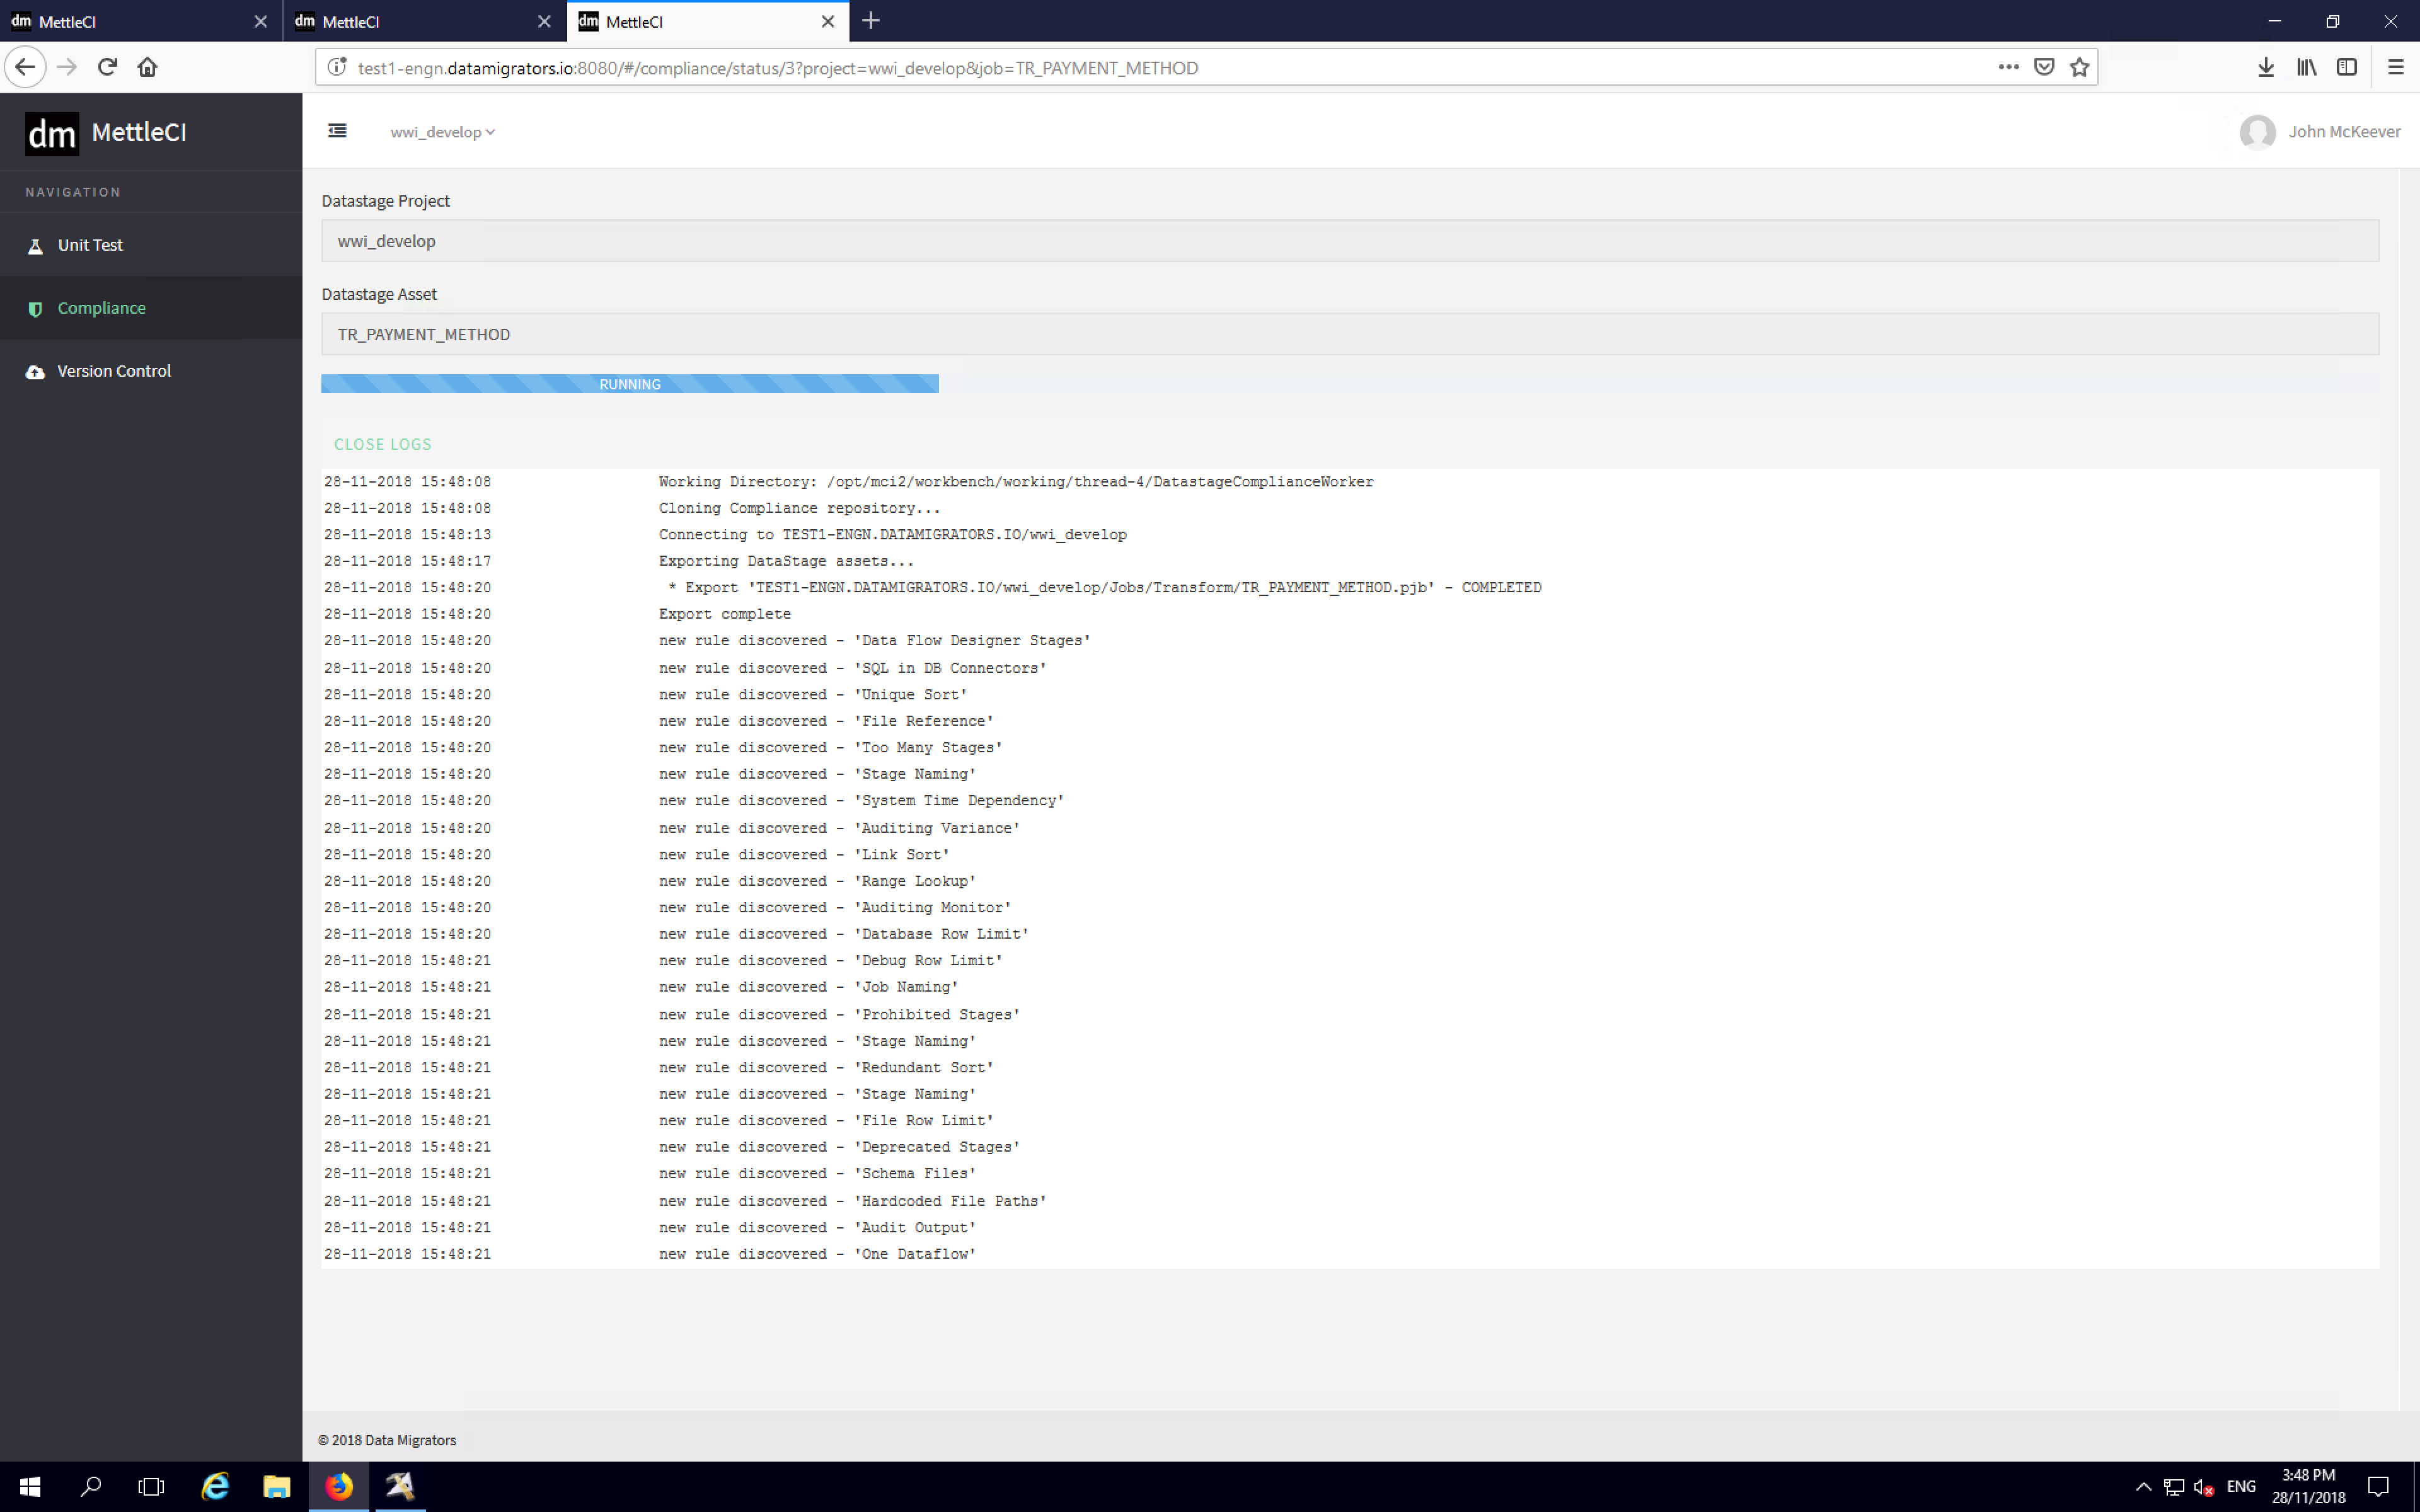 dm MettleCI
dm MettleCI
dm MettleCI
test1-engn.datamigrators.io:8080/#/compliance/status/3?project=wwi_develop&job=TR_PAYMENT_METHOD
dm MettleCI
wwi_develop
John McKeever
NAVIGATION
Unit Test
Compliance
Version Control
Datastage Project
wwi_develop
Datastage Asset
TR_PAYMENT_METHOD
RUNNING
CLOSE LOGS
28-11-2018 15:48:08 Working Directory: /opt/mci2/workbench/working/thread-4/DatastageComplianceWorker
28-11-2018 15:48:08 Cloning Compliance repository...
28-11-2018 15:48:13 Connecting to TEST1-ENGN.DATAMIGRATORS.IO/wwi_develop
28-11-2018 15:48:17 Exporting DataStage assets...
28-11-2018 15:48:20 * Export 'TEST1-ENGN.DATAMIGRATORS.IO/wwi_develop/Jobs/Transform/TR_PAYMENT_METHOD.pjb' - COMPLETED
28-11-2018 15:48:20 Export complete
28-11-2018 15:48:20 new rule discovered - 'Data Flow Designer Stages'
28-11-2018 15:48:20 new rule discovered - 'SQL in DB Connectors'
28-11-2018 15:48:20 new rule discovered - 'Unique Sort'
28-11-2018 15:48:20 new rule discovered - 'File Reference'
28-11-2018 15:48:20 new rule discovered - 'Too Many Stages'
28-11-2018 15:48:20 new rule discovered - 'Stage Naming'
28-11-2018 15:48:20 new rule discovered - 'System Time Dependency'
28-11-2018 15:48:20 new rule discovered - 'Auditing Variance'
28-11-2018 15:48:20 new rule discovered - 'Link Sort'
28-11-2018 15:48:20 new rule discovered - 'Range Lookup'
28-11-2018 15:48:20 new rule discovered - 'Auditing Monitor'
28-11-2018 15:48:20 new rule discovered - 'Database Row Limit'
28-11-2018 15:48:21 new rule discovered - 'Debug Row Limit'
28-11-2018 15:48:21 new rule discovered - 'Job Naming'
28-11-2018 15:48:21 new rule discovered - 'Prohibited Stages'
28-11-2018 15:48:21 new rule discovered - 'Stage Naming'
28-11-2018 15:48:21 new rule discovered - 'Redundant Sort'
28-11-2018 15:48:21 new rule discovered - 'Stage Naming'
28-11-2018 15:48:21 new rule discovered - 'File Row Limit'
28-11-2018 15:48:21 new rule discovered - 'Deprecated Stages'
28-11-2018 15:48:21 new rule discovered - 'Schema Files'
28-11-2018 15:48:21 new rule discovered - 'Hardcoded File Paths'
28-11-2018 15:48:21 new rule discovered - 'Audit Output'
28-11-2018 15:48:21 new rule discovered - 'One Dataflow'
© 2018 Data Migrators
ENG
3:48 PM
28/11/2018